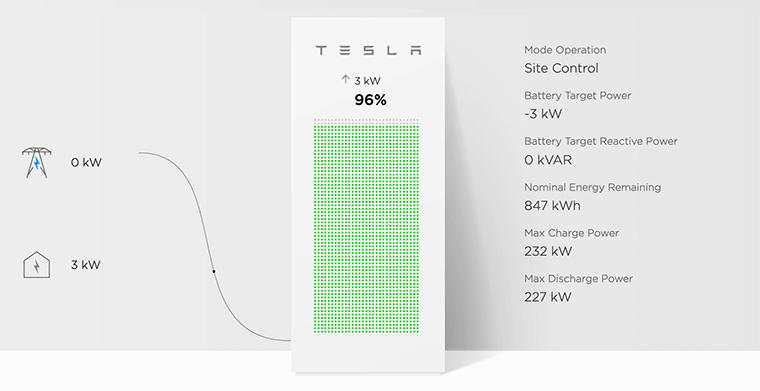 TESLA
3 kW
96%
0 kW
3 kW
Mode Operation
Site Control
Battery Target Power
-3 kW
Battery Target Reactive Power
0 kVAR
Nominal Energy Remaining
847 kWh
Max Charge Power
232 kW
Max Discharge Power
227 kW